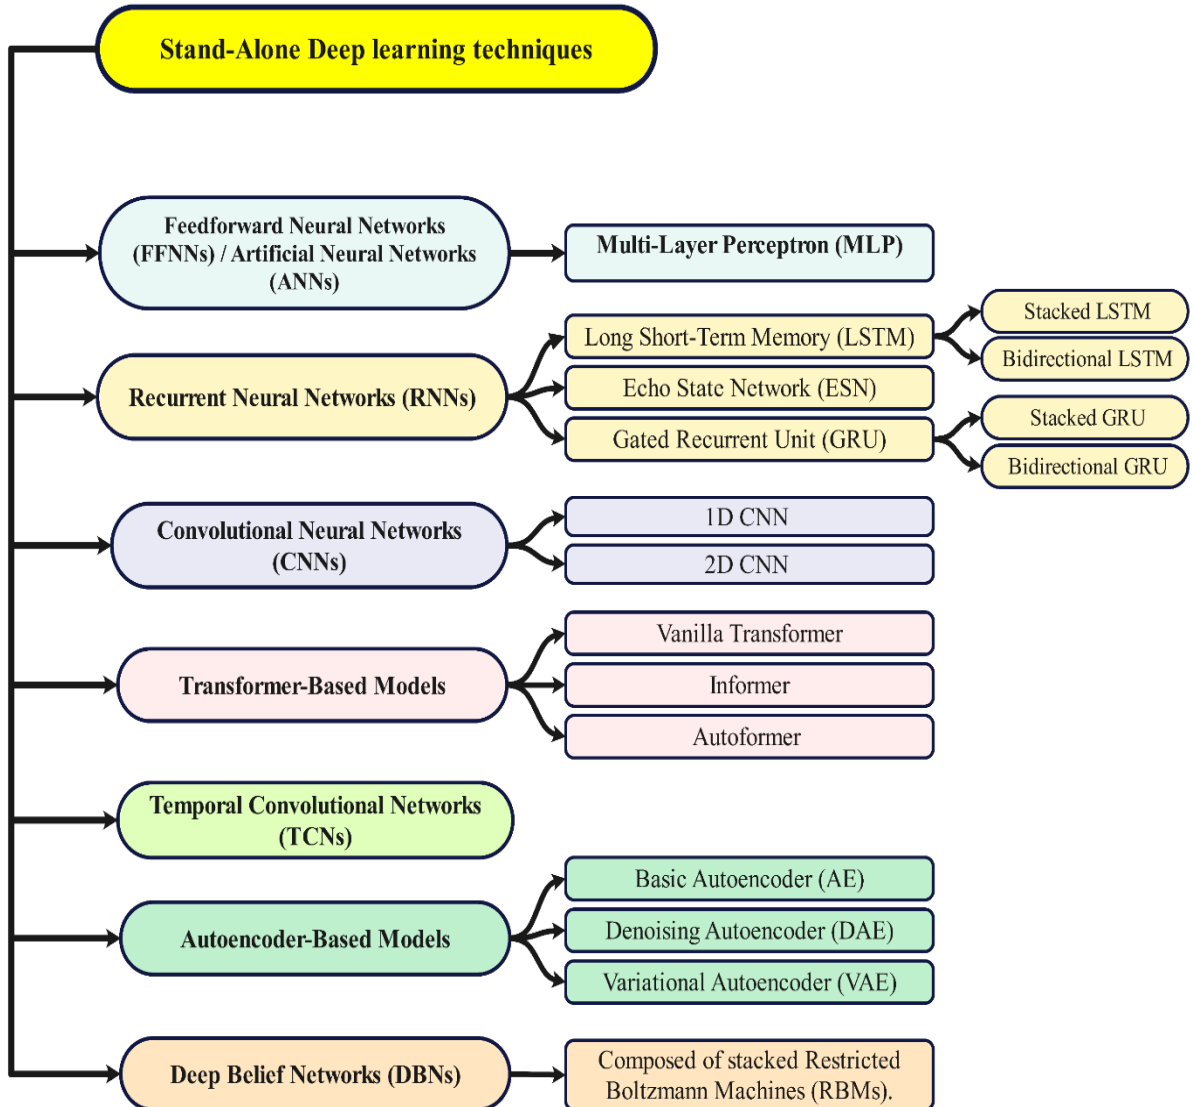 Stand-Alone Deep learning techniques
Feedforward Neural Networks
(FFNNs) / Artificial Neural Networks
(ANNs)
Multi-Layer Perceptron (MLP)
Recurrent Neural Networks (RNNs)
Long Short-Term Memory (LSTM)
Stacked LSTM
Bidirectional LSTM
Echo State Network (ESN)
Gated Recurrent Unit (GRU)
Stacked GRU
Bidirectional GRU
Convolutional Neural Networks
(CNNs)
1D CNN
2D CNN
Transformer-Based Models
Vanilla Transformer
Informer
Autoformer
Temporal Convolutional Networks
(TCNs)
Autoencoder-Based Models
Basic Autoencoder (AE)
Denoising Autoencoder (DAE)
Variational Autoencoder (VAE)
Deep Belief Networks (DBNs)
Composed of stacked Restricted
Boltzmann Machines (RBMs).